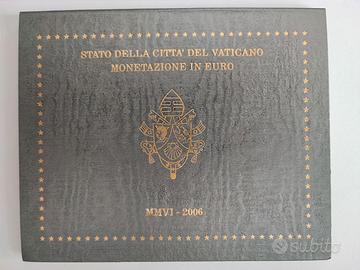 STATO DELLA CITTA' DEL VATICANO
MONETAZIONE IN EURO
MMVI - 2006
subito